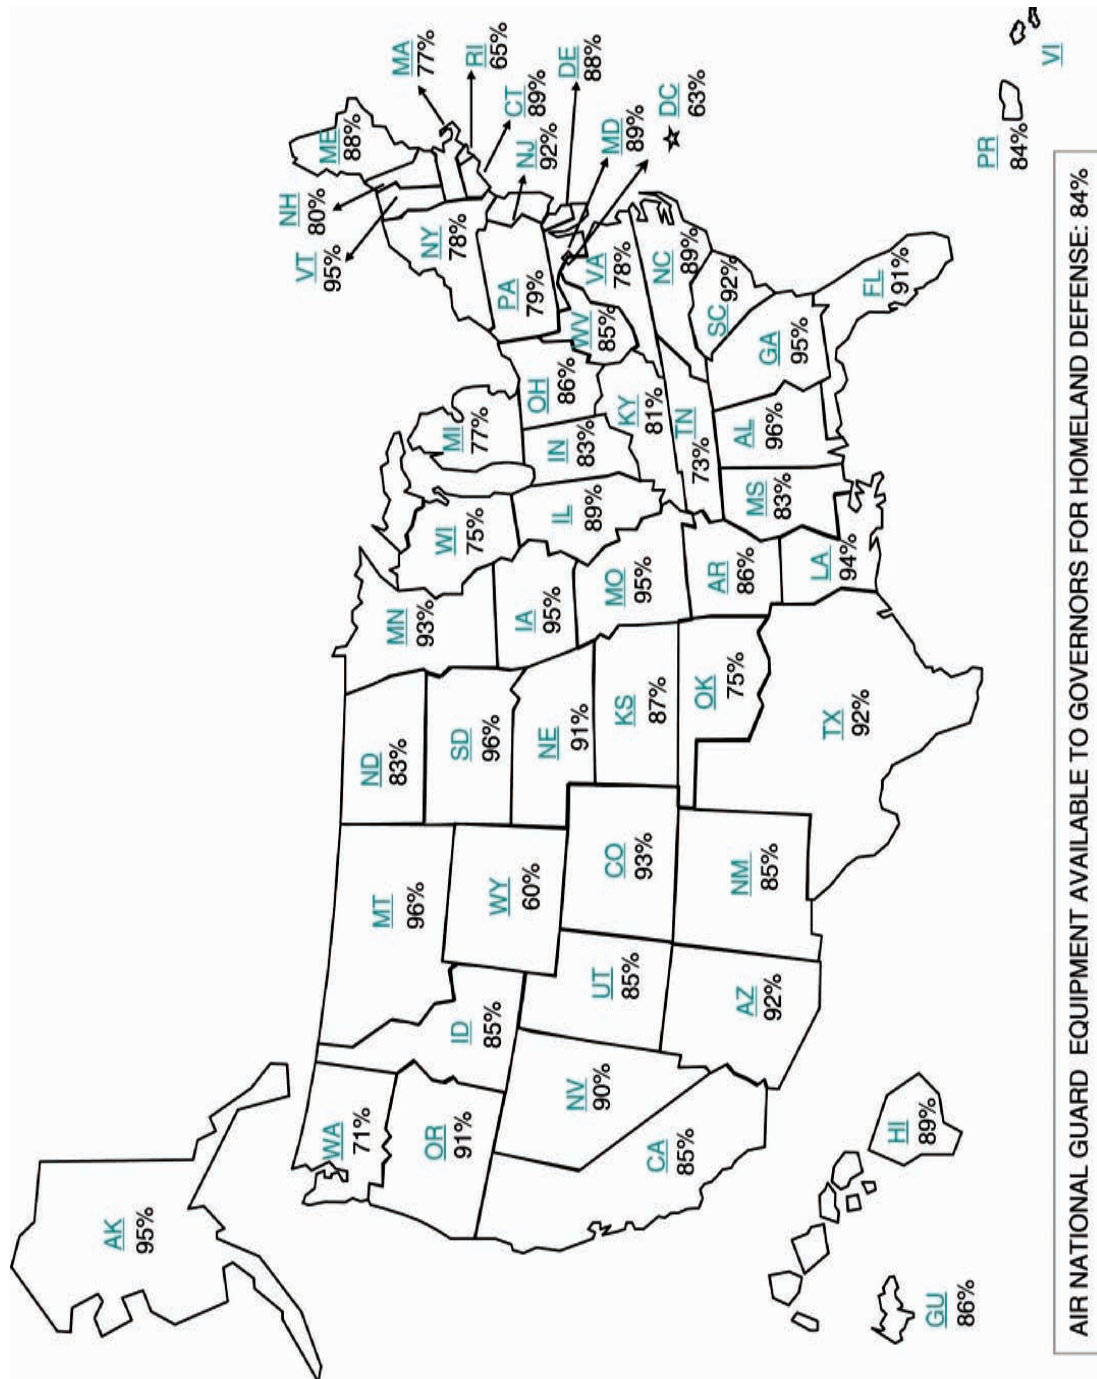 AK
95%
WA
71%
OR
91%
CA
85%
NV
90%
ID
85%
MT
96%
WY
60%
UT
85%
AZ
92%
CO
93%
NM
85%
ND
83%
SD
96%
NE
91%
KS
87%
OK
75%
TX
92%
MN
93%
IA
95%
MO
95%
AR
86%
LA
94%
WI
75%
IL
89%
MS
83%
MI
77%
IN
83%
OH
86%
KY
81%
TN
73%
AL
96%
GA
95%
FL
91%
SC
92%
NC
89%
VA
78%
WV
85%
PA
79%
NY
78%
VT
95%
NH
80%
ME
88%
MA
77%
RI
65%
CT
89%
NJ
92%
DE
88%
MD
89%
DC
63%
HI
89%
GU
86%
PR
84%
VI
AIR NATIONAL GUARD EQUIPMENT AVAILABLE TO GOVERNORS FOR HOMELAND DEFENSE: 84%